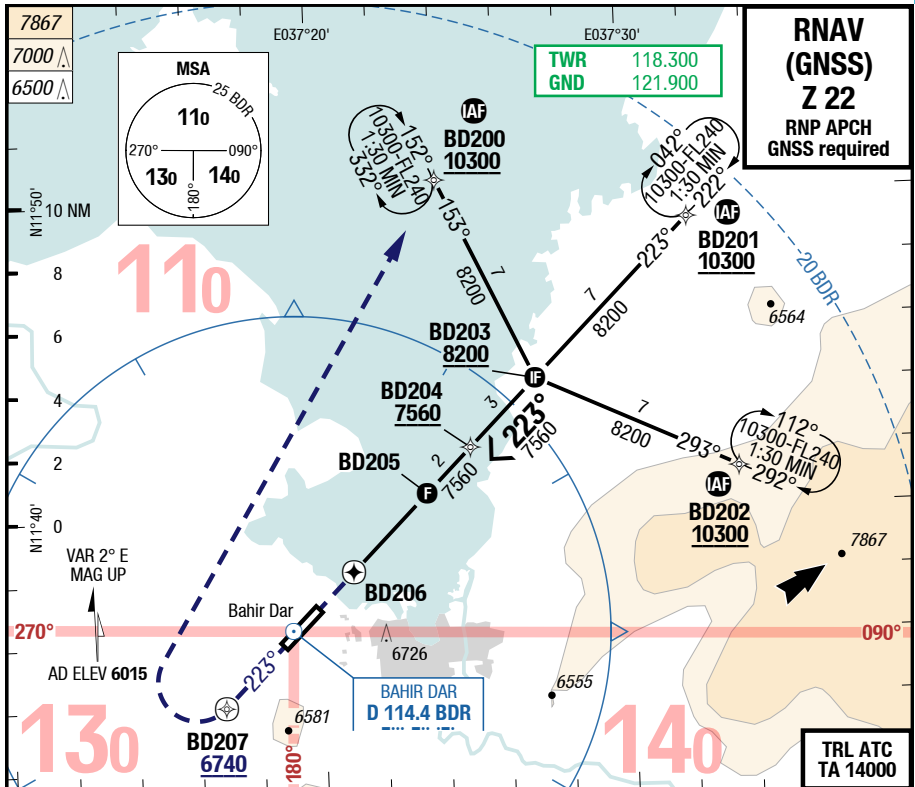 7867
7000
6500
MSA
25 BDR
110
270°
090°
130
140
180°
E037°20'
E037°30'
TWR 118.300
GND 121.900
RNAV
(GNSS)
Z 22
RNP APCH
GNSS required
N11°50'
10 NM
8
6
4
2
0
N11°40'
110
IAF
BD200
10300
152°
10300-FL240
1:30 MIN
332°
153°
7
8200
042°
10300-FL240
1:30 MIN
222°
IAF
BD201
10300
223°
7
8200
20 BDR
6564
BD203
8200
IF
BD204
7560
3
223°
7560
7
8200
293°
112°
10300-FL240
1:30 MIN
292°
IAF
BD202
10300
BD205
F
2
7560
7867
VAR 2° E
MAG UP
BD206
Bahir Dar
270°
090°
AD ELEV 6015
223°
6726
BAHIR DAR
D 114.4 BDR
6555
6581
BD207
6740
130
180°
140
TRL ATC
TA 14000